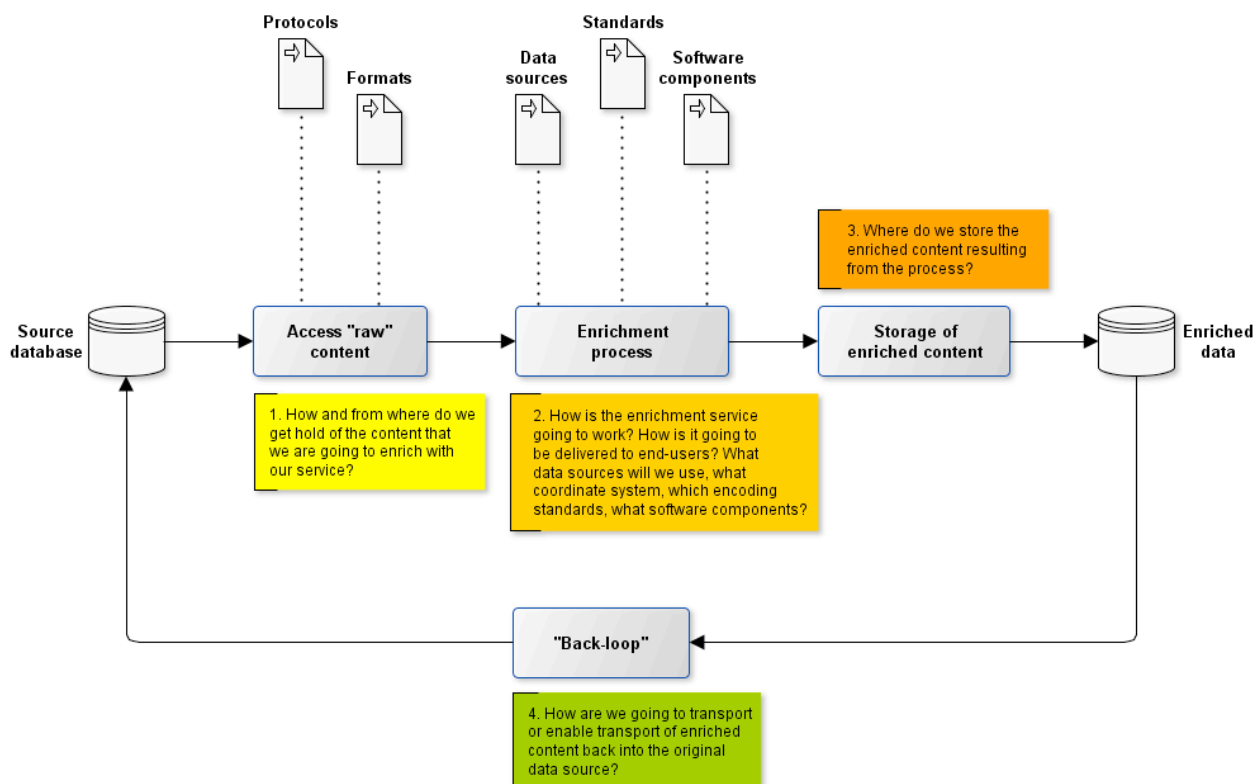 Protocols
Formats
Data
sources
Standards
Software
components
3. Where do we store the
enriched content resulting
from the process?
Source
database
Access "raw"
content
Enrichment
process
Storage of
enriched content
Enriched
data
1. How and from where do we
get hold of the content that
we are going to enrich with
our service?
2. How is the enrichment service
going to work? How is it going to
be delivered to end-users? What
data sources will we use, what
coordinate system, which encoding
standards, what software components?
"Back-loop"
4. How are we going to transport
or enable transport of enriched
content back into the original
data source?